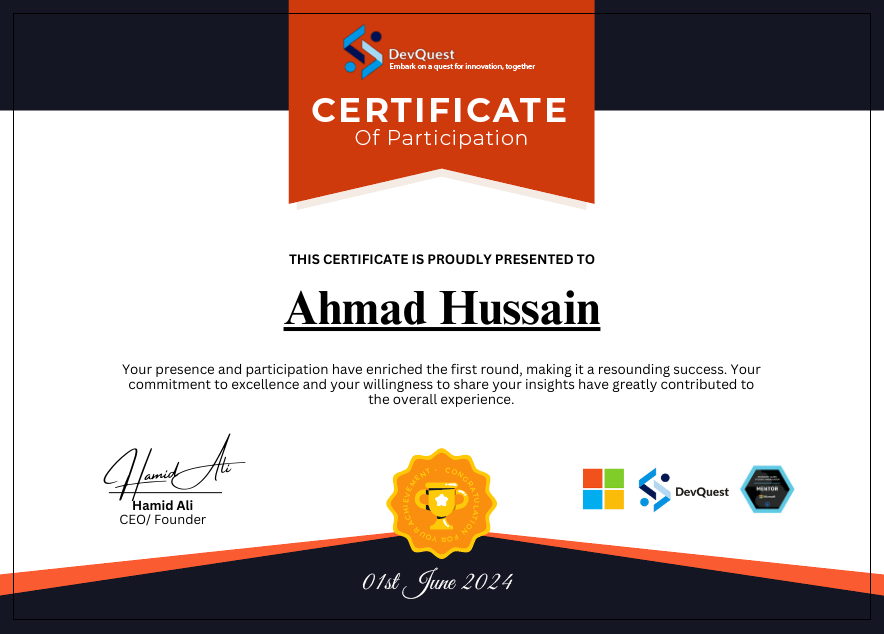 DevQuest
Embark on a quest for innovation, together
CERTIFICATE
Of Participation
THIS CERTIFICATE IS PROUDLY PRESENTED TO
Ahmad Hussain
Your presence and participation have enriched the first round, making it a resounding success. Your
commitment to excellence and your willingness to share your insights have greatly contributed to
the overall experience.
Hamid Ali
Hamid Ali
CEO/ Founder
CONGRATULATION FOR YOUR ACHIEVEMENT
DevQuest
MENTOR
Microsoft
01st June 2024